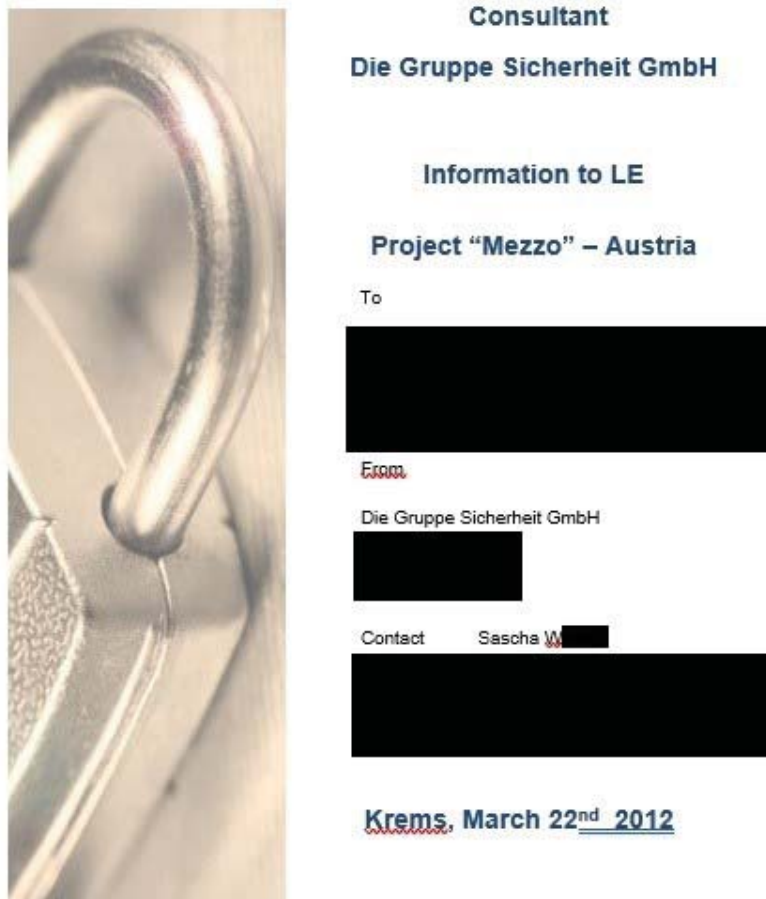 Consultant
Die Gruppe Sicherheit GmbH
Information to LE
Project “Mezzo” – Austria
To
From
Die Gruppe Sicherheit GmbH
Contact Sascha W
Krems, March 22nd 2012